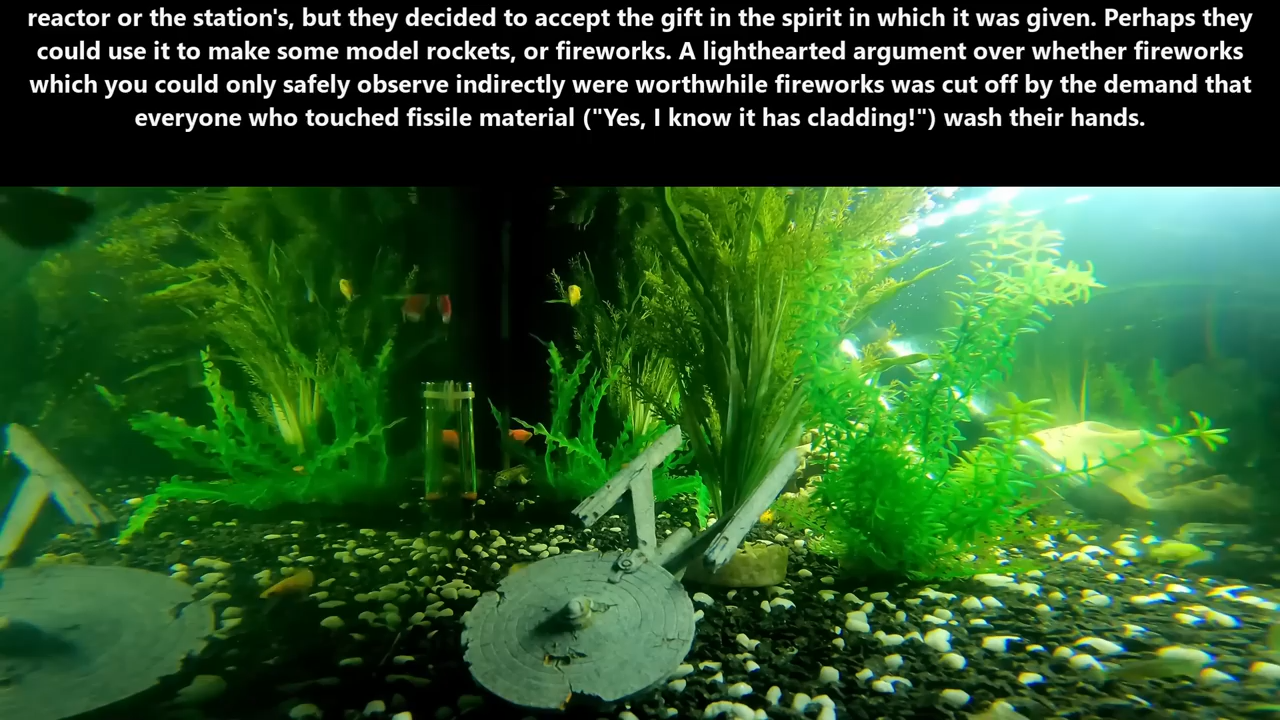 reactor or the station's, but they decided to accept the gift in the spirit in which it was given. Perhaps they
could use it to make some model rockets, or fireworks. A lighthearted argument over whether fireworks
which you could only safely observe indirectly were worthwhile fireworks was cut off by the demand that
everyone who touched fissile material ("Yes, I know it has cladding!") wash their hands.